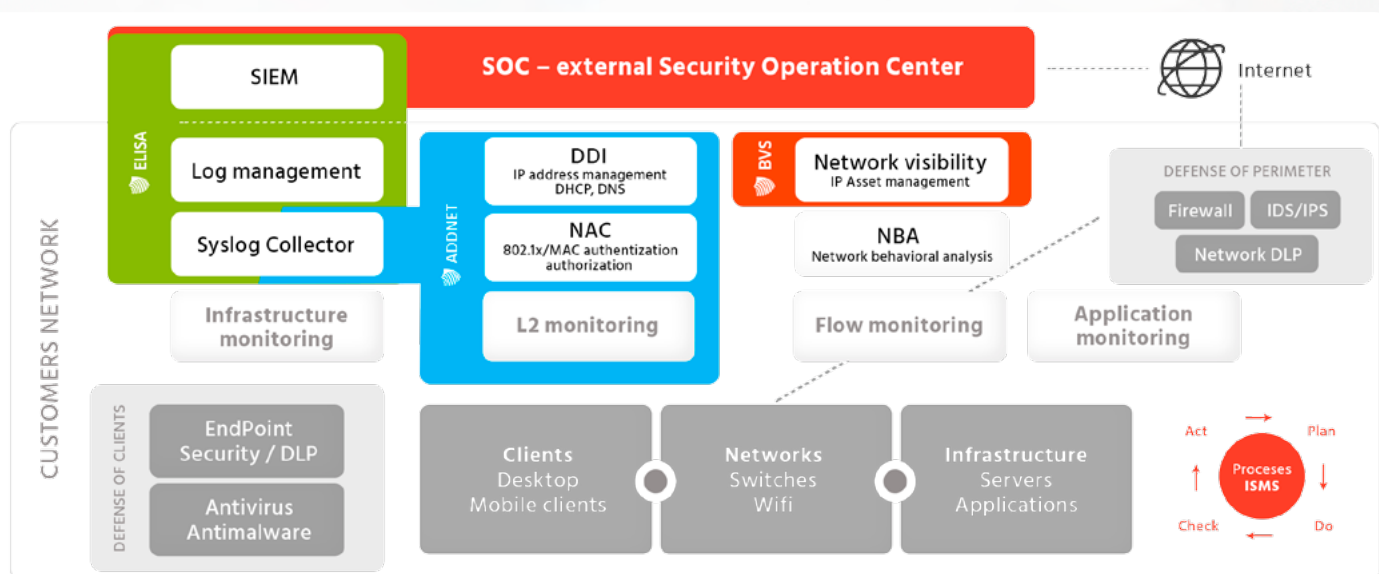 SOC – external Security Operation Center
SIEM
Internet
ELISA
Log management
Syslog Collector
ADDNET
DDI
IP address management
DHCP, DNS
NAC
802.1x/MAC authentization
authorization
L2 monitoring
BVS
Network visibility
IP Asset management
NBA
Network behavioral analysis
DEFENSE OF PERIMETER
Firewall
IDS/IPS
Network DLP
CUSTOMERS NETWORK
Infrastructure
monitoring
Flow monitoring
Application
monitoring
DEFENSE OF CLIENTS
EndPoint
Security / DLP
Antivirus
Antimalware
Clients
Desktop
Mobile clients
Networks
Switches
Wifi
Infrastructure
Servers
Applications
Act
Plan
Proceses
ISMS
Check
Do